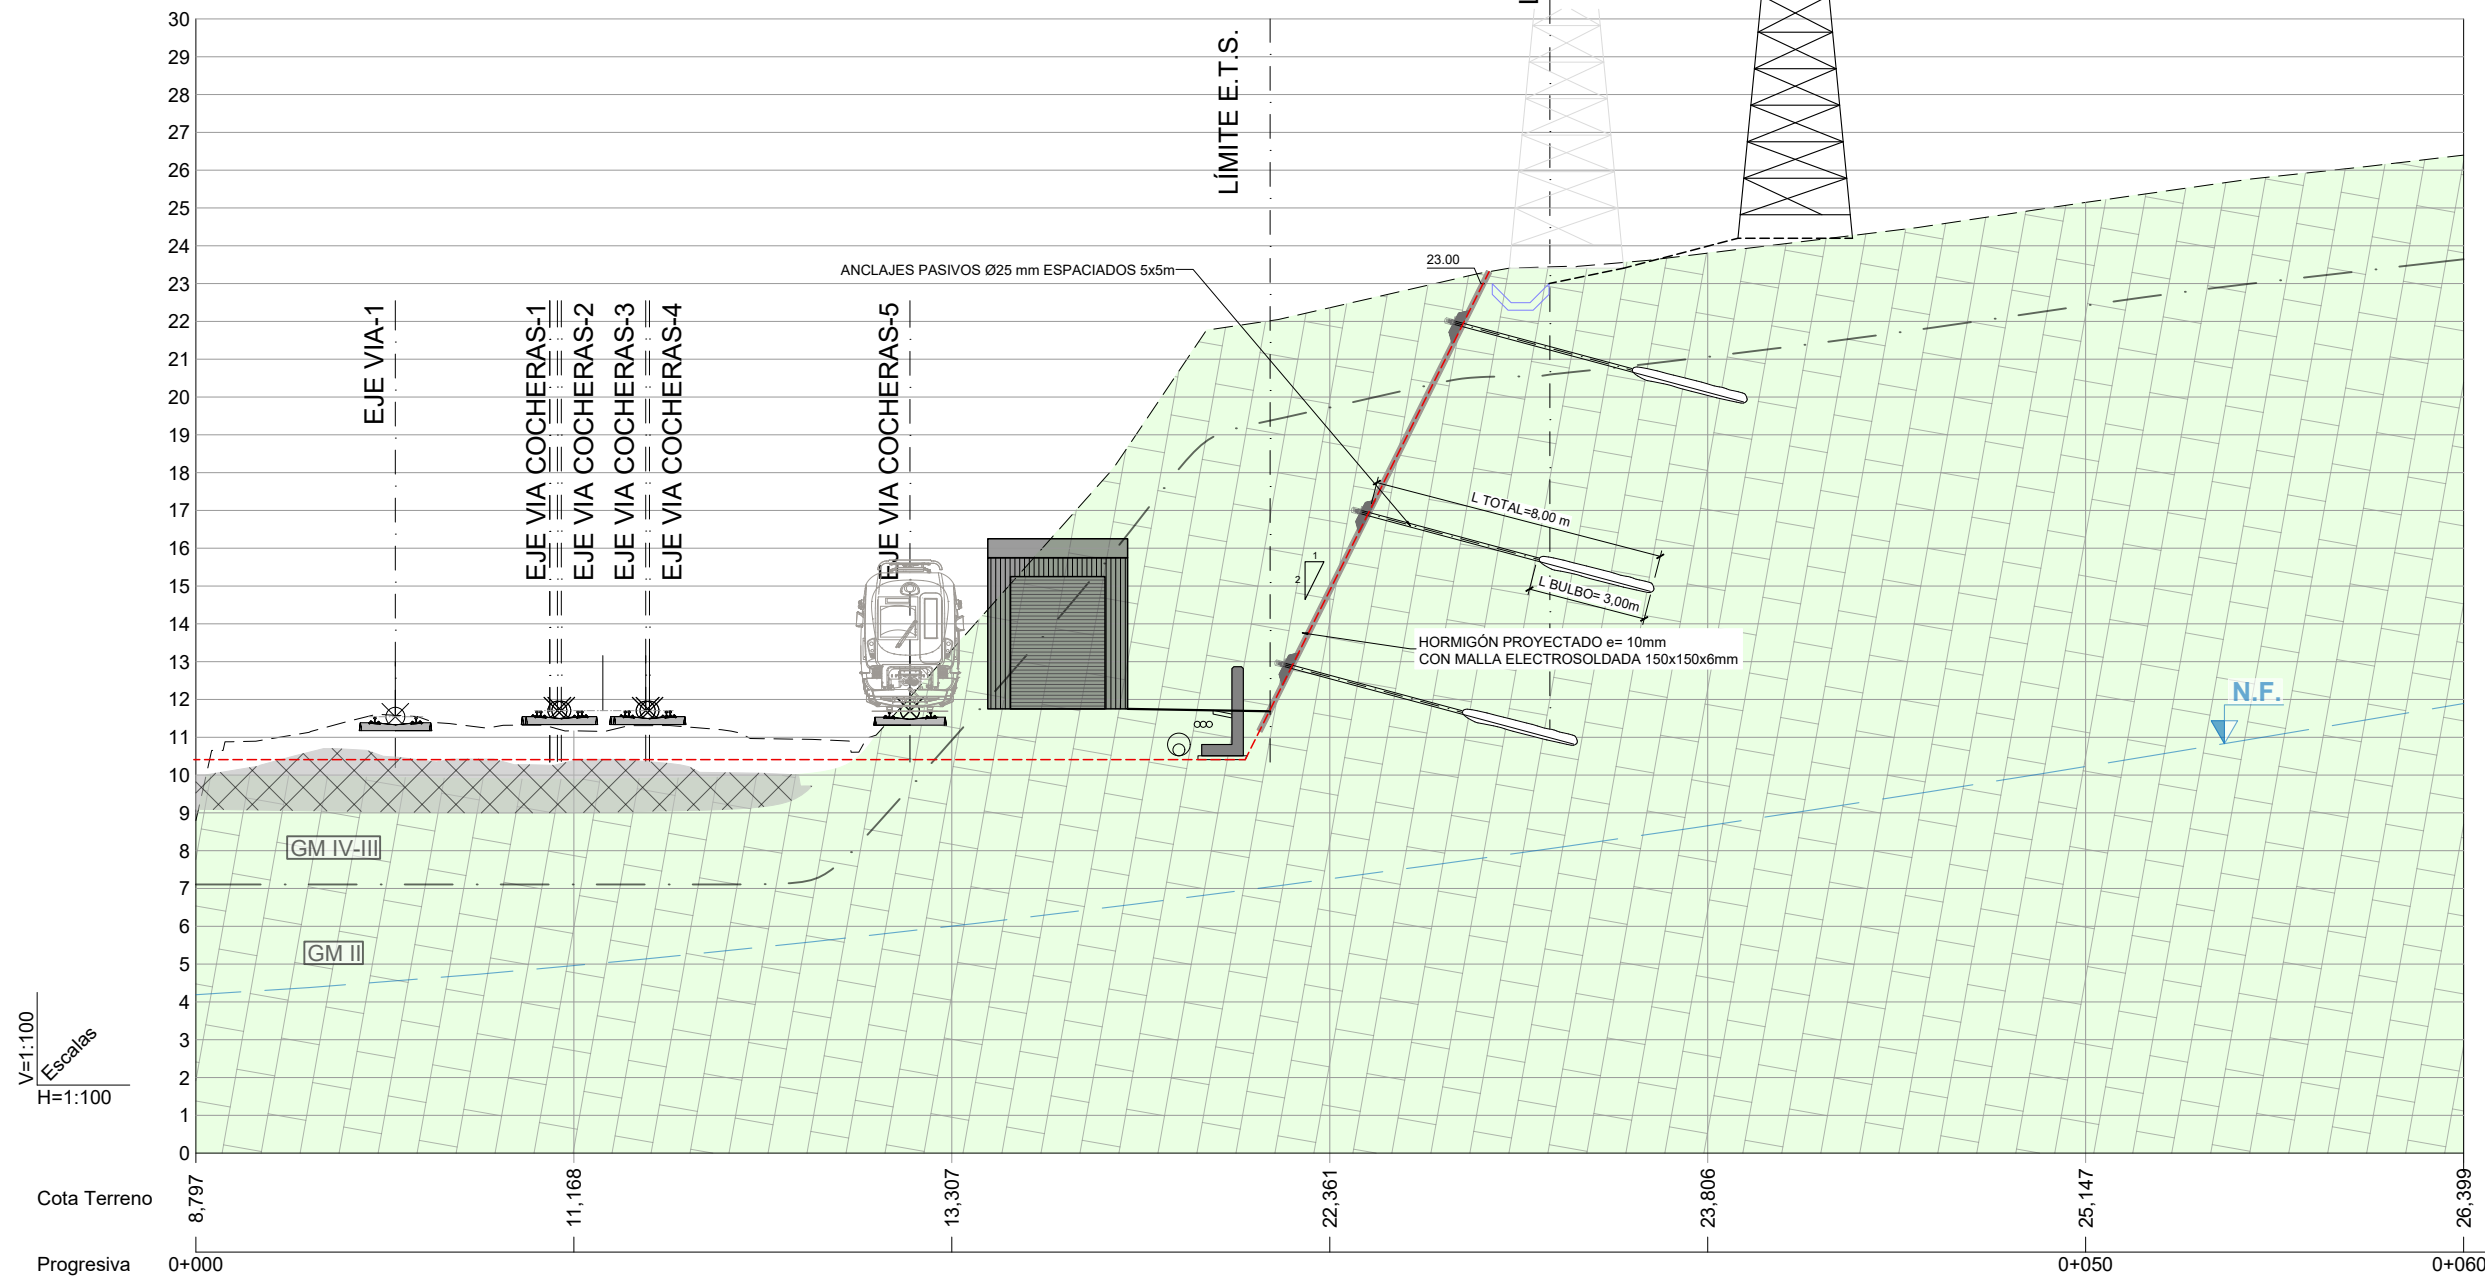 30
29
28
27
26
25
24
23
22
21
20
19
18
17
16
15
14
13
12
11
10
9
8
7
6
5
4
3
2
1
0
LÍMITE E.T.S.
ANCLAJES PASIVOS Ø25 mm ESPACIADOS 5x5m
23.00
EJE VIA-1
EJE VIA COCHERAS-1
EJE VIA COCHERAS-2
EJE VIA COCHERAS-3
EJE VIA COCHERAS-4
EJE VIA COCHERAS-5
L TOTAL=8,00 m
L BULBO= 3,00m
1
2
HORMIGÓN PROYECTADO e= 10mm
CON MALLA ELECTROSOLDADA 150x150x6mm
N.F.
GM IV-III
GM II
V=1:100
Escalas
H=1:100
Cota Terreno
8,797
11,168
13,307
22,361
23,806
25,147
26,399
Progresiva
0+000
0+050
0+060